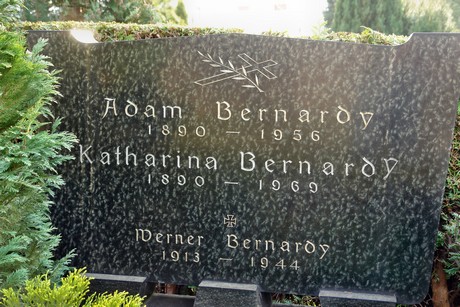 Adam Bernardy
1890 – 1956
Katharina Bernardy
1890 – 1969
Werner Bernardy
1913 – 1944